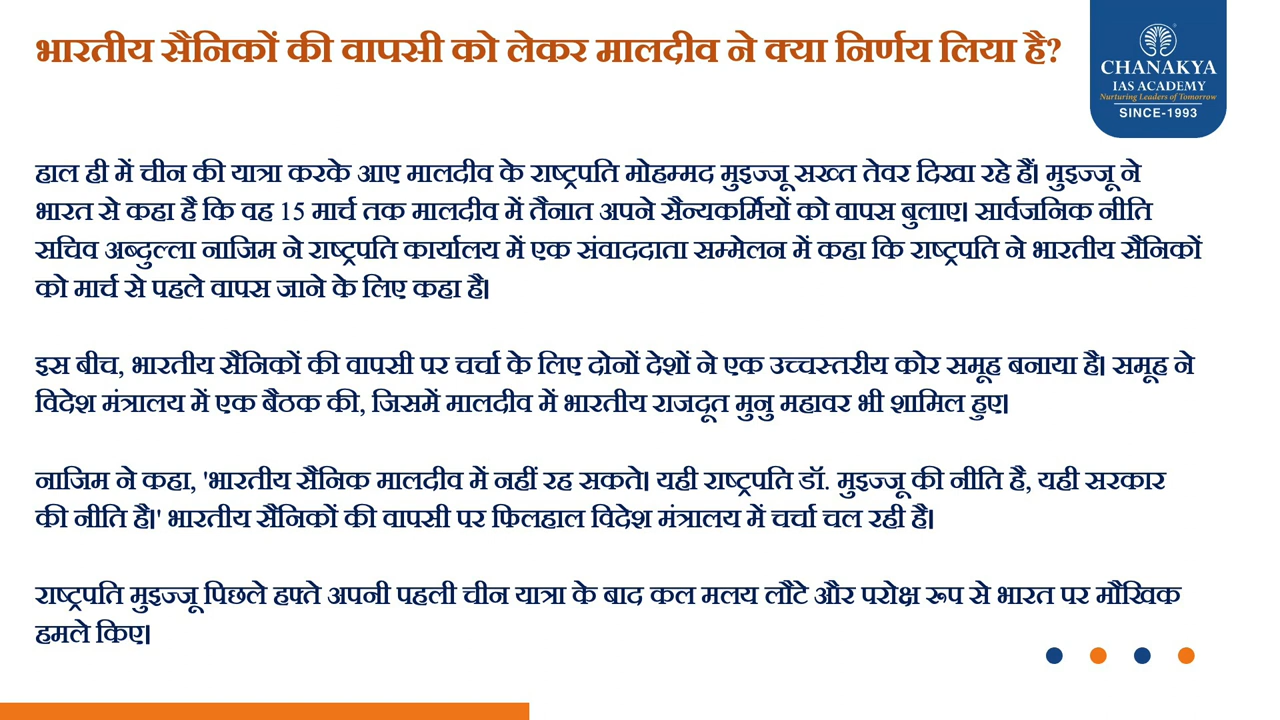 भारतीय सैनिकों की वापसी को लेकर मालदीव ने क्या निर्णय लिया है?
CHANAKYA
IAS ACADEMY
Nurturing Leaders of Tomorrow
SINCE-1993
हाल ही में चीन की यात्रा करके आए मालदीव के राष्ट्रपति मोहम्मद मुइज्जू सख्त तेवर दिखा रहे हैं। मुइज्जू ने
भारत से कहा है कि वह 15 मार्च तक मालदीव में तैनात अपने सैन्यकर्मियों को वापस बुलाए। सार्वजनिक नीति
सचिव अब्दुल्ला नाजिम ने राष्ट्रपति कार्यालय में एक संवाददाता सम्मेलन में कहा कि राष्ट्रपति ने भारतीय सैनिकों
को मार्च से पहले वापस जाने के लिए कहा है।
इस बीच, भारतीय सैनिकों की वापसी पर चर्चा के लिए दोनों देशों ने एक उच्चस्तरीय कोर समूह बनाया है। समूह ने
विदेश मंत्रालय में एक बैठक की, जिसमें मालदीव में भारतीय राजदूत मुनु महावर भी शामिल हुए।
नाजिम ने कहा, 'भारतीय सैनिक मालदीव में नहीं रह सकते। यही राष्ट्रपति डॉ. मुइज्जू की नीति है, यही सरकार
की नीति है।' भारतीय सैनिकों की वापसी पर फिलहाल विदेश मंत्रालय में चर्चा चल रही है।
राष्ट्रपति मुइज्जू पिछले हफ्ते अपनी पहली चीन यात्रा के बाद कल मलय लौटे और परोक्ष रूप से भारत पर मौखिक
हमले किए।